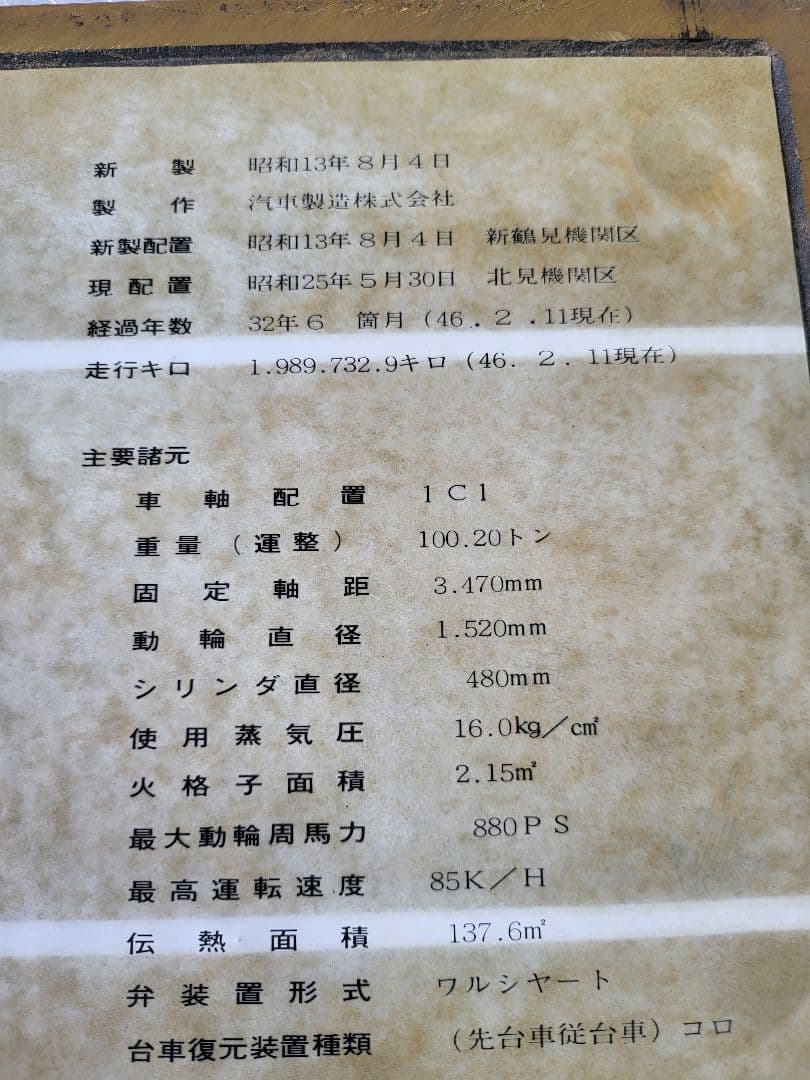 新製 昭和13年8月4日
製作 汽車製造株式会社
新製配置 昭和13年8月4日 新鶴見機関区
現配置 昭和25年5月30日 北見機関区
経過年数 32年6 箇月(46.2.11現在)
走行キロ 1.989.732.9キロ(46.2.11現在)
主要諸元
車軸配置 1C1
重量(運整) 100.20トン
固定軸距 3.470mm
動輪直径 1.520mm
シリンダ直径 480mm
使用蒸気圧 16.0kg/c㎡
火格子面積 2.15㎡
最大動輪周馬力 880PS
最高運転速度 85K/H
伝熱面積 137.6㎡
弁装置形式 ワルシヤート
台車復元装置種類 (先台車従台車)コロ